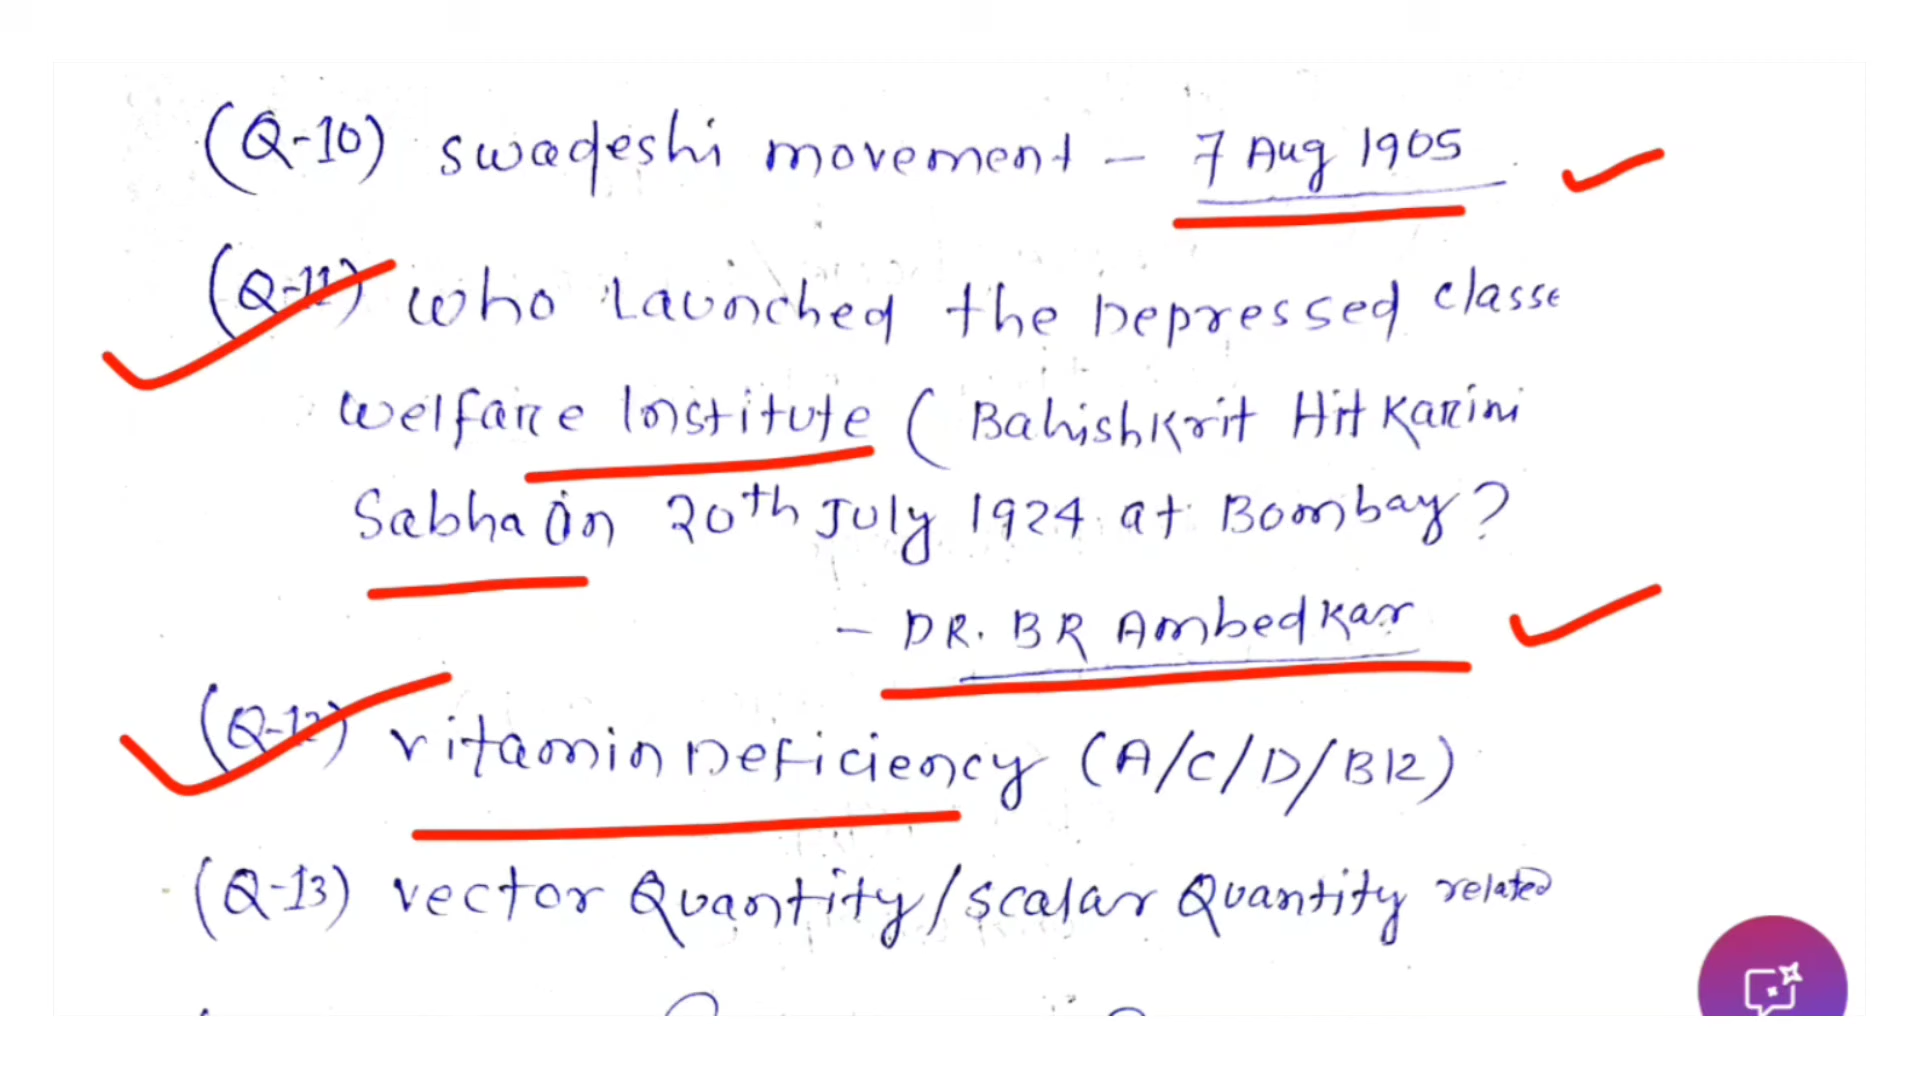 (Q-10) swadeshi movement - 7 Aug 1905
(Q-11) who Launched the Depressed classe
welfare Institute ( Bahishkrit Hit Karini
Sabha in 20th July 1924 at Bombay?
- DR. BR Ambedkar
(Q-12) vitamin Deficiency (A/C/D/B12)
(Q-13) vector Quantity/scalar Quantity related